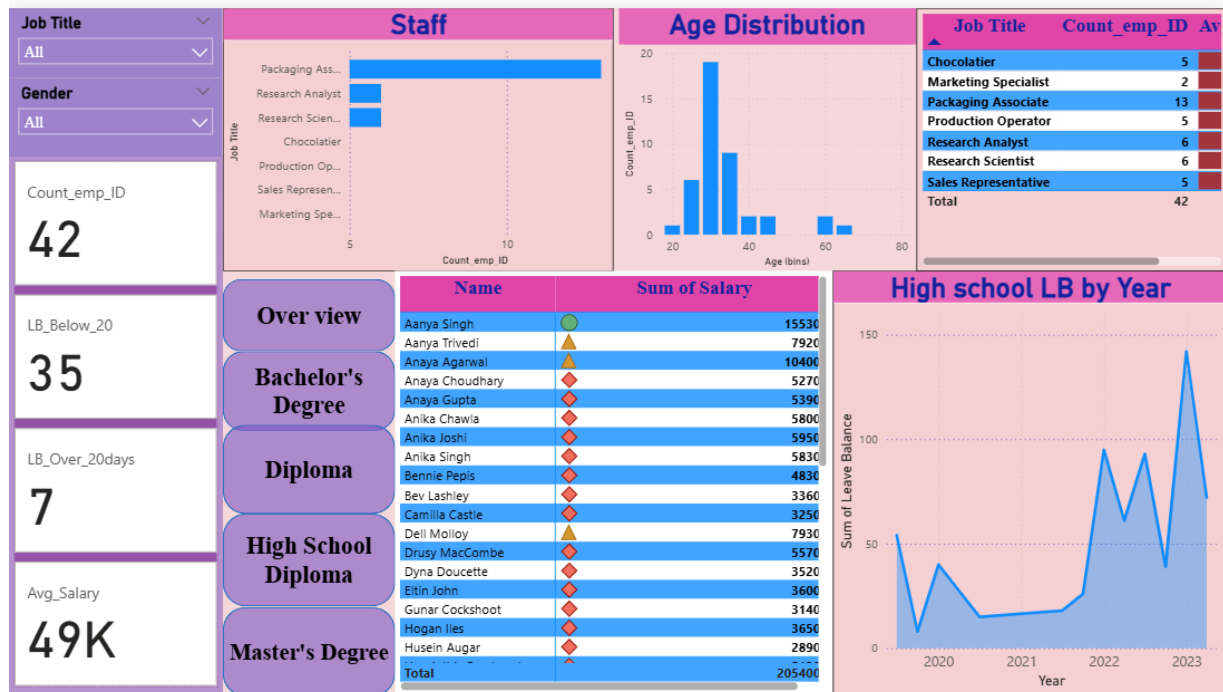 Job Title
All
Gender
All
Count_emp_ID
42
LB_Below_20
35
LB_Over_20days
7
Avg_Salary
49K
Staff
Job Title
Packaging Ass...
Research Analyst
Research Scien...
Chocolatier
Production Op...
Sales Represen...
Marketing Spe...
5 10
Count_emp_ID
Age Distribution
Count_emp_ID
20
15
10
5
0
20 40 60 80
Age (bins)
Job Title Count_emp_ID Av
Chocolatier 5
Marketing Specialist 2
Packaging Associate 13
Production Operator 5
Research Analyst 6
Research Scientist 6
Sales Representative 5
Total 42
Over view
Bachelor's
Degree
Diploma
High School
Diploma
Master's Degree
Name Sum of Salary
Aanya Singh 15530
Aanya Trivedi 7920
Anaya Agarwal 10400
Anaya Choudhary 5270
Anaya Gupta 5390
Anika Chawla 5800
Anika Joshi 5950
Anika Singh 5830
Bennie Pepis 4830
Bev Lashley 3360
Camilla Castle 3250
Dell Molloy 7930
Drusy MacCombe 5570
Dyna Doucette 3520
Eltin John 3600
Gunar Cockshoot 3140
Hogan Iles 3650
Husein Augar 2890
Total 205400
High school LB by Year
Sum of Leave Balance
150
100
50
0
2020 2021 2022 2023
Year